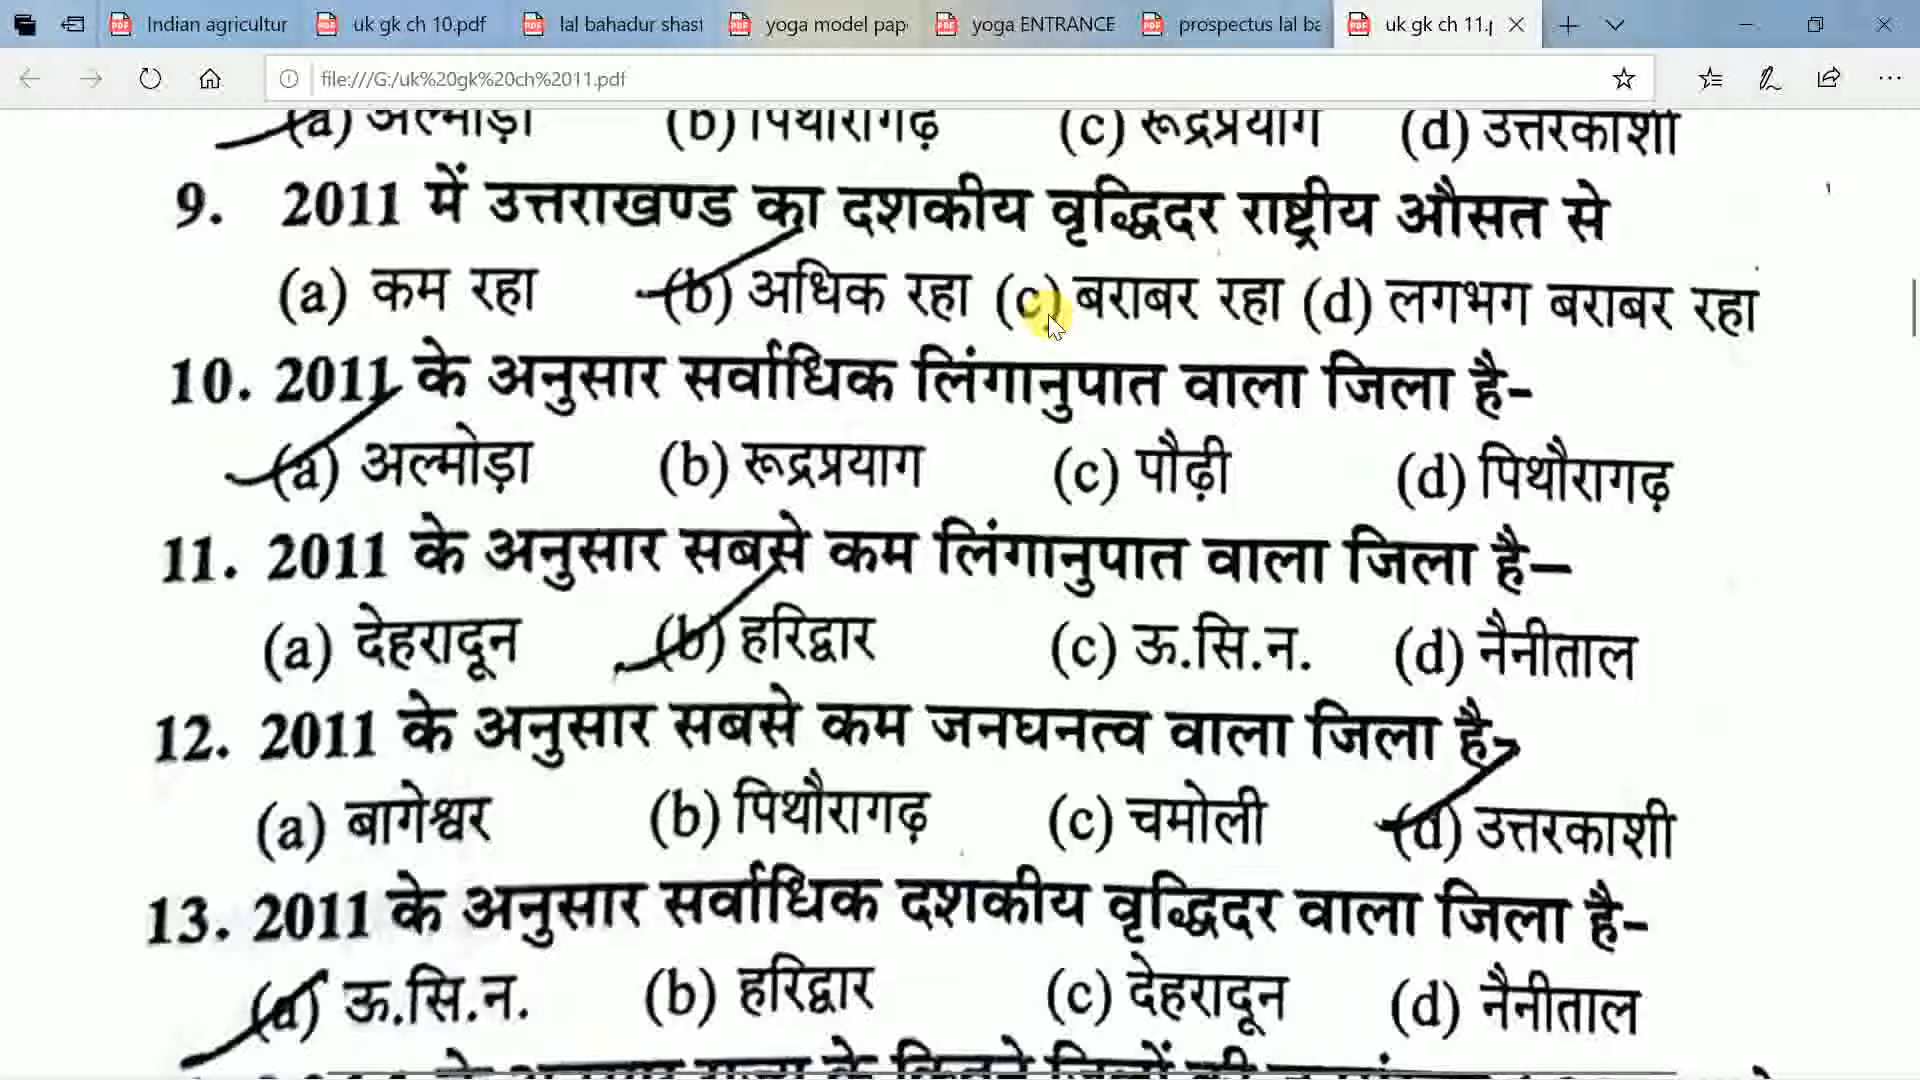 Indian agricultur
uk gk ch 10.pdf
lal bahadur shast
yoga model pap
yoga ENTRANCE
prospectus lal ba
uk gk ch 11.p
file:///G:/uk%20gk%20ch%2011.pdf
(a) अल्मोड़ा (b) पिथौरागढ़ (c) रूद्रप्रयाग (d) उत्तरकाशी
9. 2011 में उत्तराखण्ड का दशकीय वृद्धिदर राष्ट्रीय औसत से
(a) कम रहा (b) अधिक रहा (c) बराबर रहा (d) लगभग बराबर रहा
10. 2011 के अनुसार सर्वाधिक लिंगानुपात वाला जिला है-
(a) अल्मोड़ा (b) रूद्रप्रयाग (c) पौढ़ी (d) पिथौरागढ़
11. 2011 के अनुसार सबसे कम लिंगानुपात वाला जिला है–
(a) देहरादून (b) हरिद्वार (c) ऊ.सि.न. (d) नैनीताल
12. 2011 के अनुसार सबसे कम जनघनत्व वाला जिला है-
(a) बागेश्वर (b) पिथौरागढ़ (c) चमोली (d) उत्तरकाशी
13. 2011 के अनुसार सर्वाधिक दशकीय वृद्धिदर वाला जिला है-
(a) ऊ.सि.न. (b) हरिद्वार (c) देहरादून (d) नैनीताल